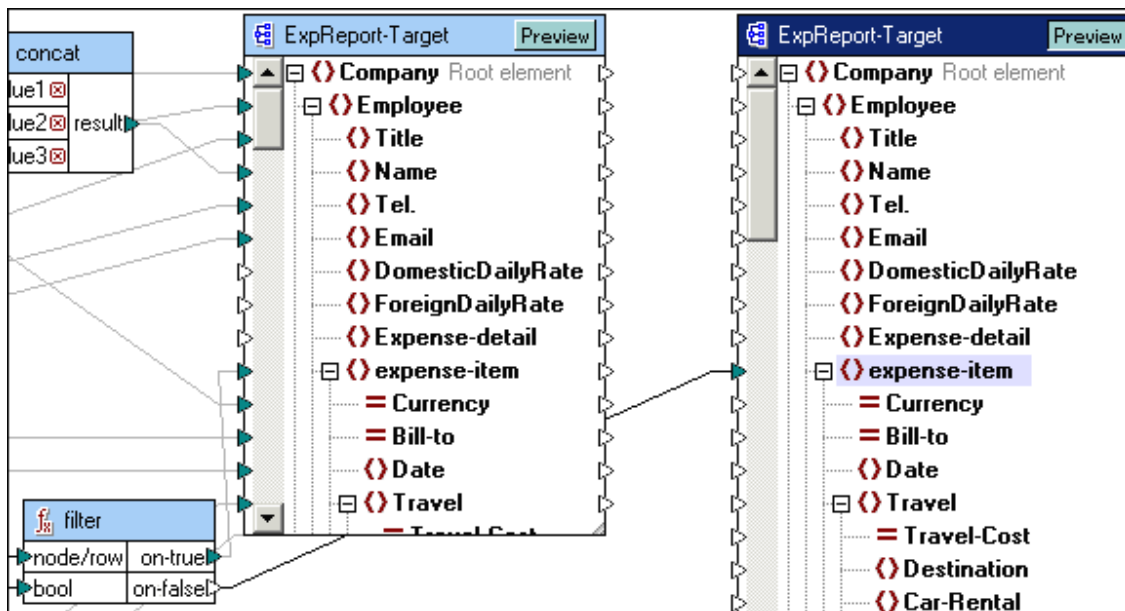 concat
lue1
lue2 result
lue3
filter
node/row on-true
bool on-false
ExpReport-Target Preview
Company Root element
Employee
Title
Name
Tel.
Email
DomesticDailyRate
ForeignDailyRate
Expense-detail
expense-item
Currency
Bill-to
Date
Travel
Travel-Cost
ExpReport-Target Preview
Company Root element
Employee
Title
Name
Tel.
Email
DomesticDailyRate
ForeignDailyRate
Expense-detail
expense-item
Currency
Bill-to
Date
Travel
Travel-Cost
Destination
Car-Rental